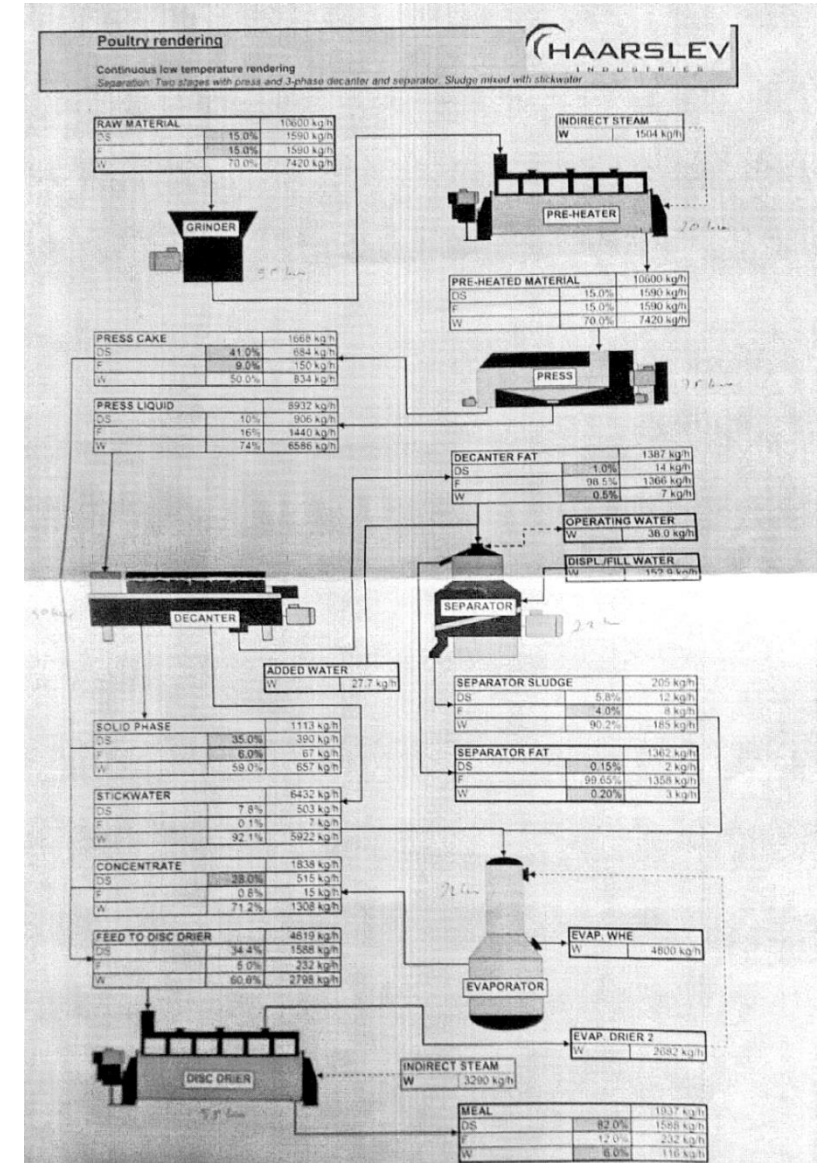 Poultry rendering
HAARSLEV
INDUSTRIES
Continuous low temperature rendering
Separation: Two stages with press and 3-phase decanter and separator. Sludge mixed with stickwater
RAW MATERIAL 10600 kg/h
DS 15.0% 1590 kg/h
F 15.0% 1590 kg/h
W 70.0% 7420 kg/h
INDIRECT STEAM
W 1504 kg/h
GRINDER
PRE-HEATER
PRE-HEATED MATERIAL 10600 kg/h
DS 15.0% 1590 kg/h
F 15.0% 1590 kg/h
W 70.0% 7420 kg/h
PRESS CAKE 1668 kg/h
DS 41.0% 684 kg/h
F 9.0% 150 kg/h
W 50.0% 834 kg/h
PRESS
PRESS LIQUID 8932 kg/h
DS 10% 906 kg/h
F 16% 1440 kg/h
W 74% 6586 kg/h
DECANTER FAT 1387 kg/h
DS 1.0% 14 kg/h
F 98.5% 1366 kg/h
W 0.5% 7 kg/h
OPERATING WATER
W 38.0 kg/h
DISPL./FILL WATER
W 152.9 kg/h
SEPARATOR
DECANTER
ADDED WATER
W 27.7 kg/h
SEPARATOR SLUDGE 205 kg/h
DS 5.8% 12 kg/h
F 4.0% 8 kg/h
W 90.2% 185 kg/h
SOLID PHASE 1113 kg/h
DS 35.0% 390 kg/h
F 6.0% 67 kg/h
W 59.0% 657 kg/h
SEPARATOR FAT 1362 kg/h
DS 0.15% 2 kg/h
F 99.65% 1358 kg/h
W 0.20% 3 kg/h
STICKWATER 6432 kg/h
DS 7.8% 503 kg/h
F 0.1% 7 kg/h
W 92.1% 5922 kg/h
CONCENTRATE 1838 kg/h
DS 28.0% 515 kg/h
F 0.8% 15 kg/h
W 71.2% 1308 kg/h
FEED TO DISC DRIER 4619 kg/h
DS 34.4% 1588 kg/h
F 5.0% 232 kg/h
W 60.6% 2798 kg/h
EVAP. WHE
W 4800 kg/h
EVAPORATOR
EVAP. DRIER 2
W 2682 kg/h
DISC DRIER
INDIRECT STEAM
W 3290 kg/h
MEAL 1937 kg/h
DS 82.0% 1588 kg/h
F 12.0% 232 kg/h
W 6.0% 116 kg/h